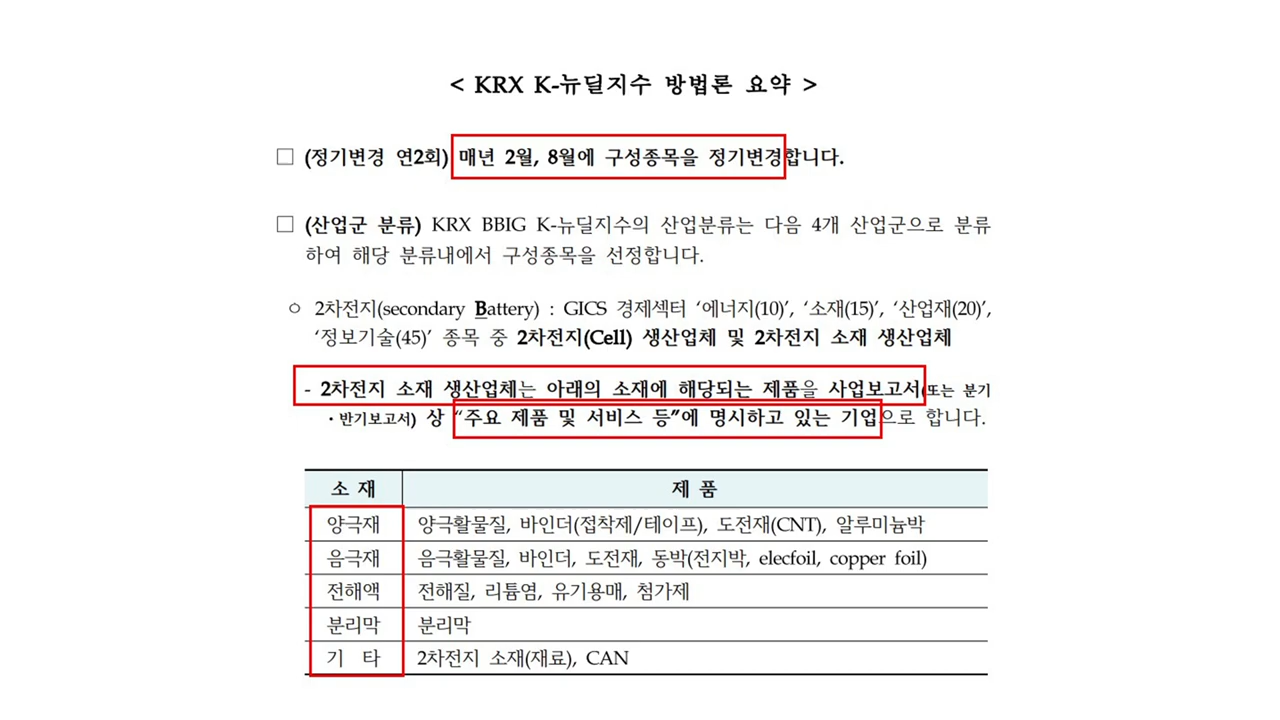 < KRX K-뉴딜지수 방법론 요약 >
□ (정기변경 연2회) 매년 2월, 8월에 구성종목을 정기변경합니다.
□ (산업군 분류) KRX BBIG K-뉴딜지수의 산업분류는 다음 4개 산업군으로 분류
하여 해당 분류내에서 구성종목을 선정합니다.
○ 2차전지(secondary Battery) : GICS 경제섹터 ‘에너지(10)’, ‘소재(15)’, ‘산업재(20)’,
‘정보기술(45)’ 종목 중 2차전지(Cell) 생산업체 및 2차전지 소재 생산업체
- 2차전지 소재 생산업체는 아래의 소재에 해당되는 제품을 사업보고서(또는 분기
·반기보고서) 상 “주요 제품 및 서비스 등”에 명시하고 있는 기업으로 합니다.
소 재 제 품
양극재 양극활물질, 바인더(접착제/테이프), 도전재(CNT), 알루미늄박
음극재 음극활물질, 바인더, 도전재, 동박(전지박, elecfoil, copper foil)
전해액 전해질, 리튬염, 유기용매, 첨가제
분리막 분리막
기 타 2차전지 소재(재료), CAN